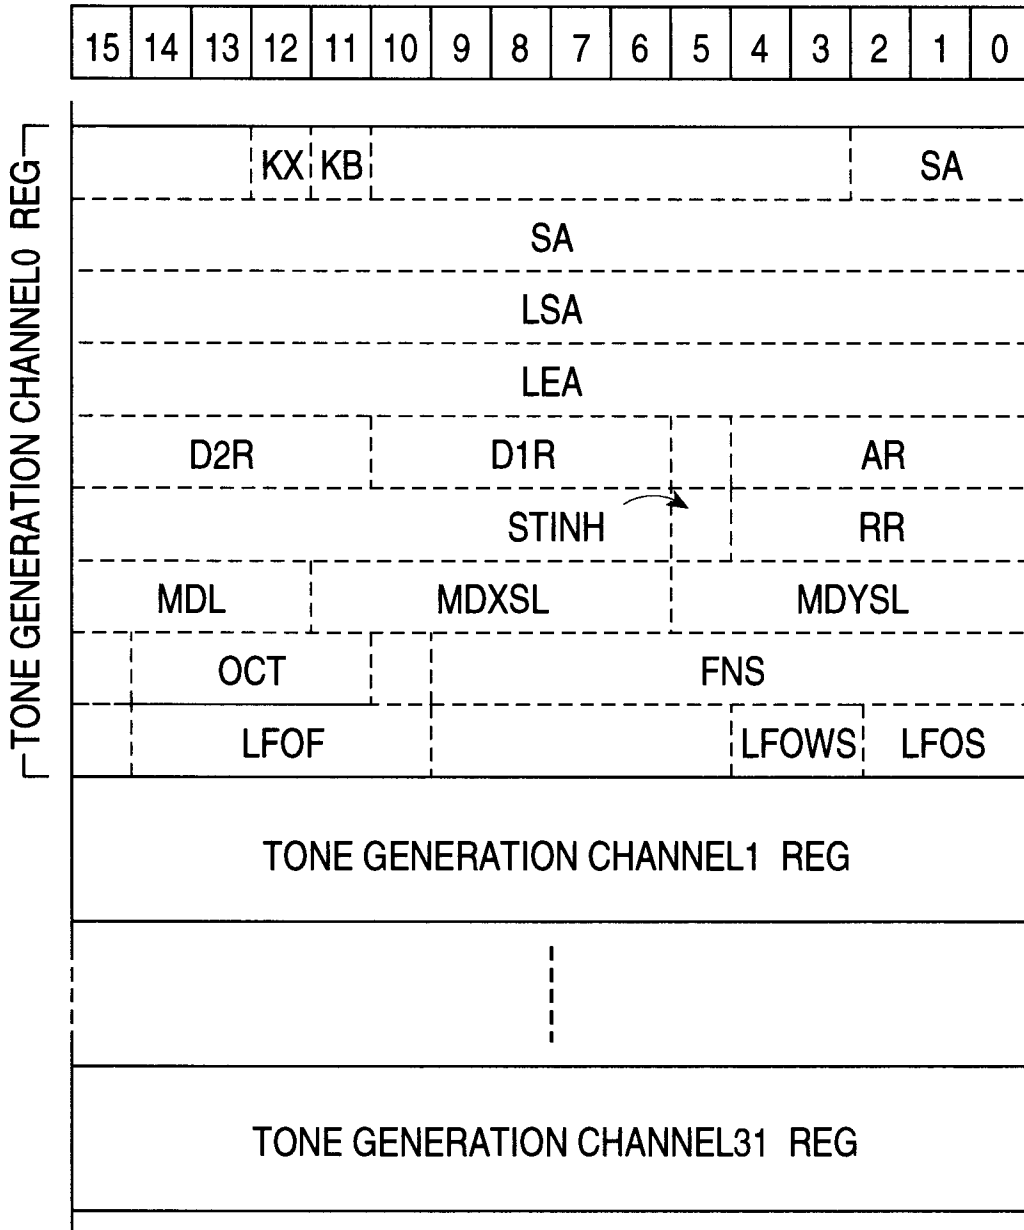 15 14 13 12 11 10 9 8 7 6 5 4 3 2 1 0
TONE GENERATION CHANNEL0 REG
KX KB SA
SA
LSA
LEA
D2R D1R AR
STINH RR
MDL MDXSL MDYSL
OCT FNS
LFOF LFOWS LFOS
TONE GENERATION CHANNEL1 REG
TONE GENERATION CHANNEL31 REG